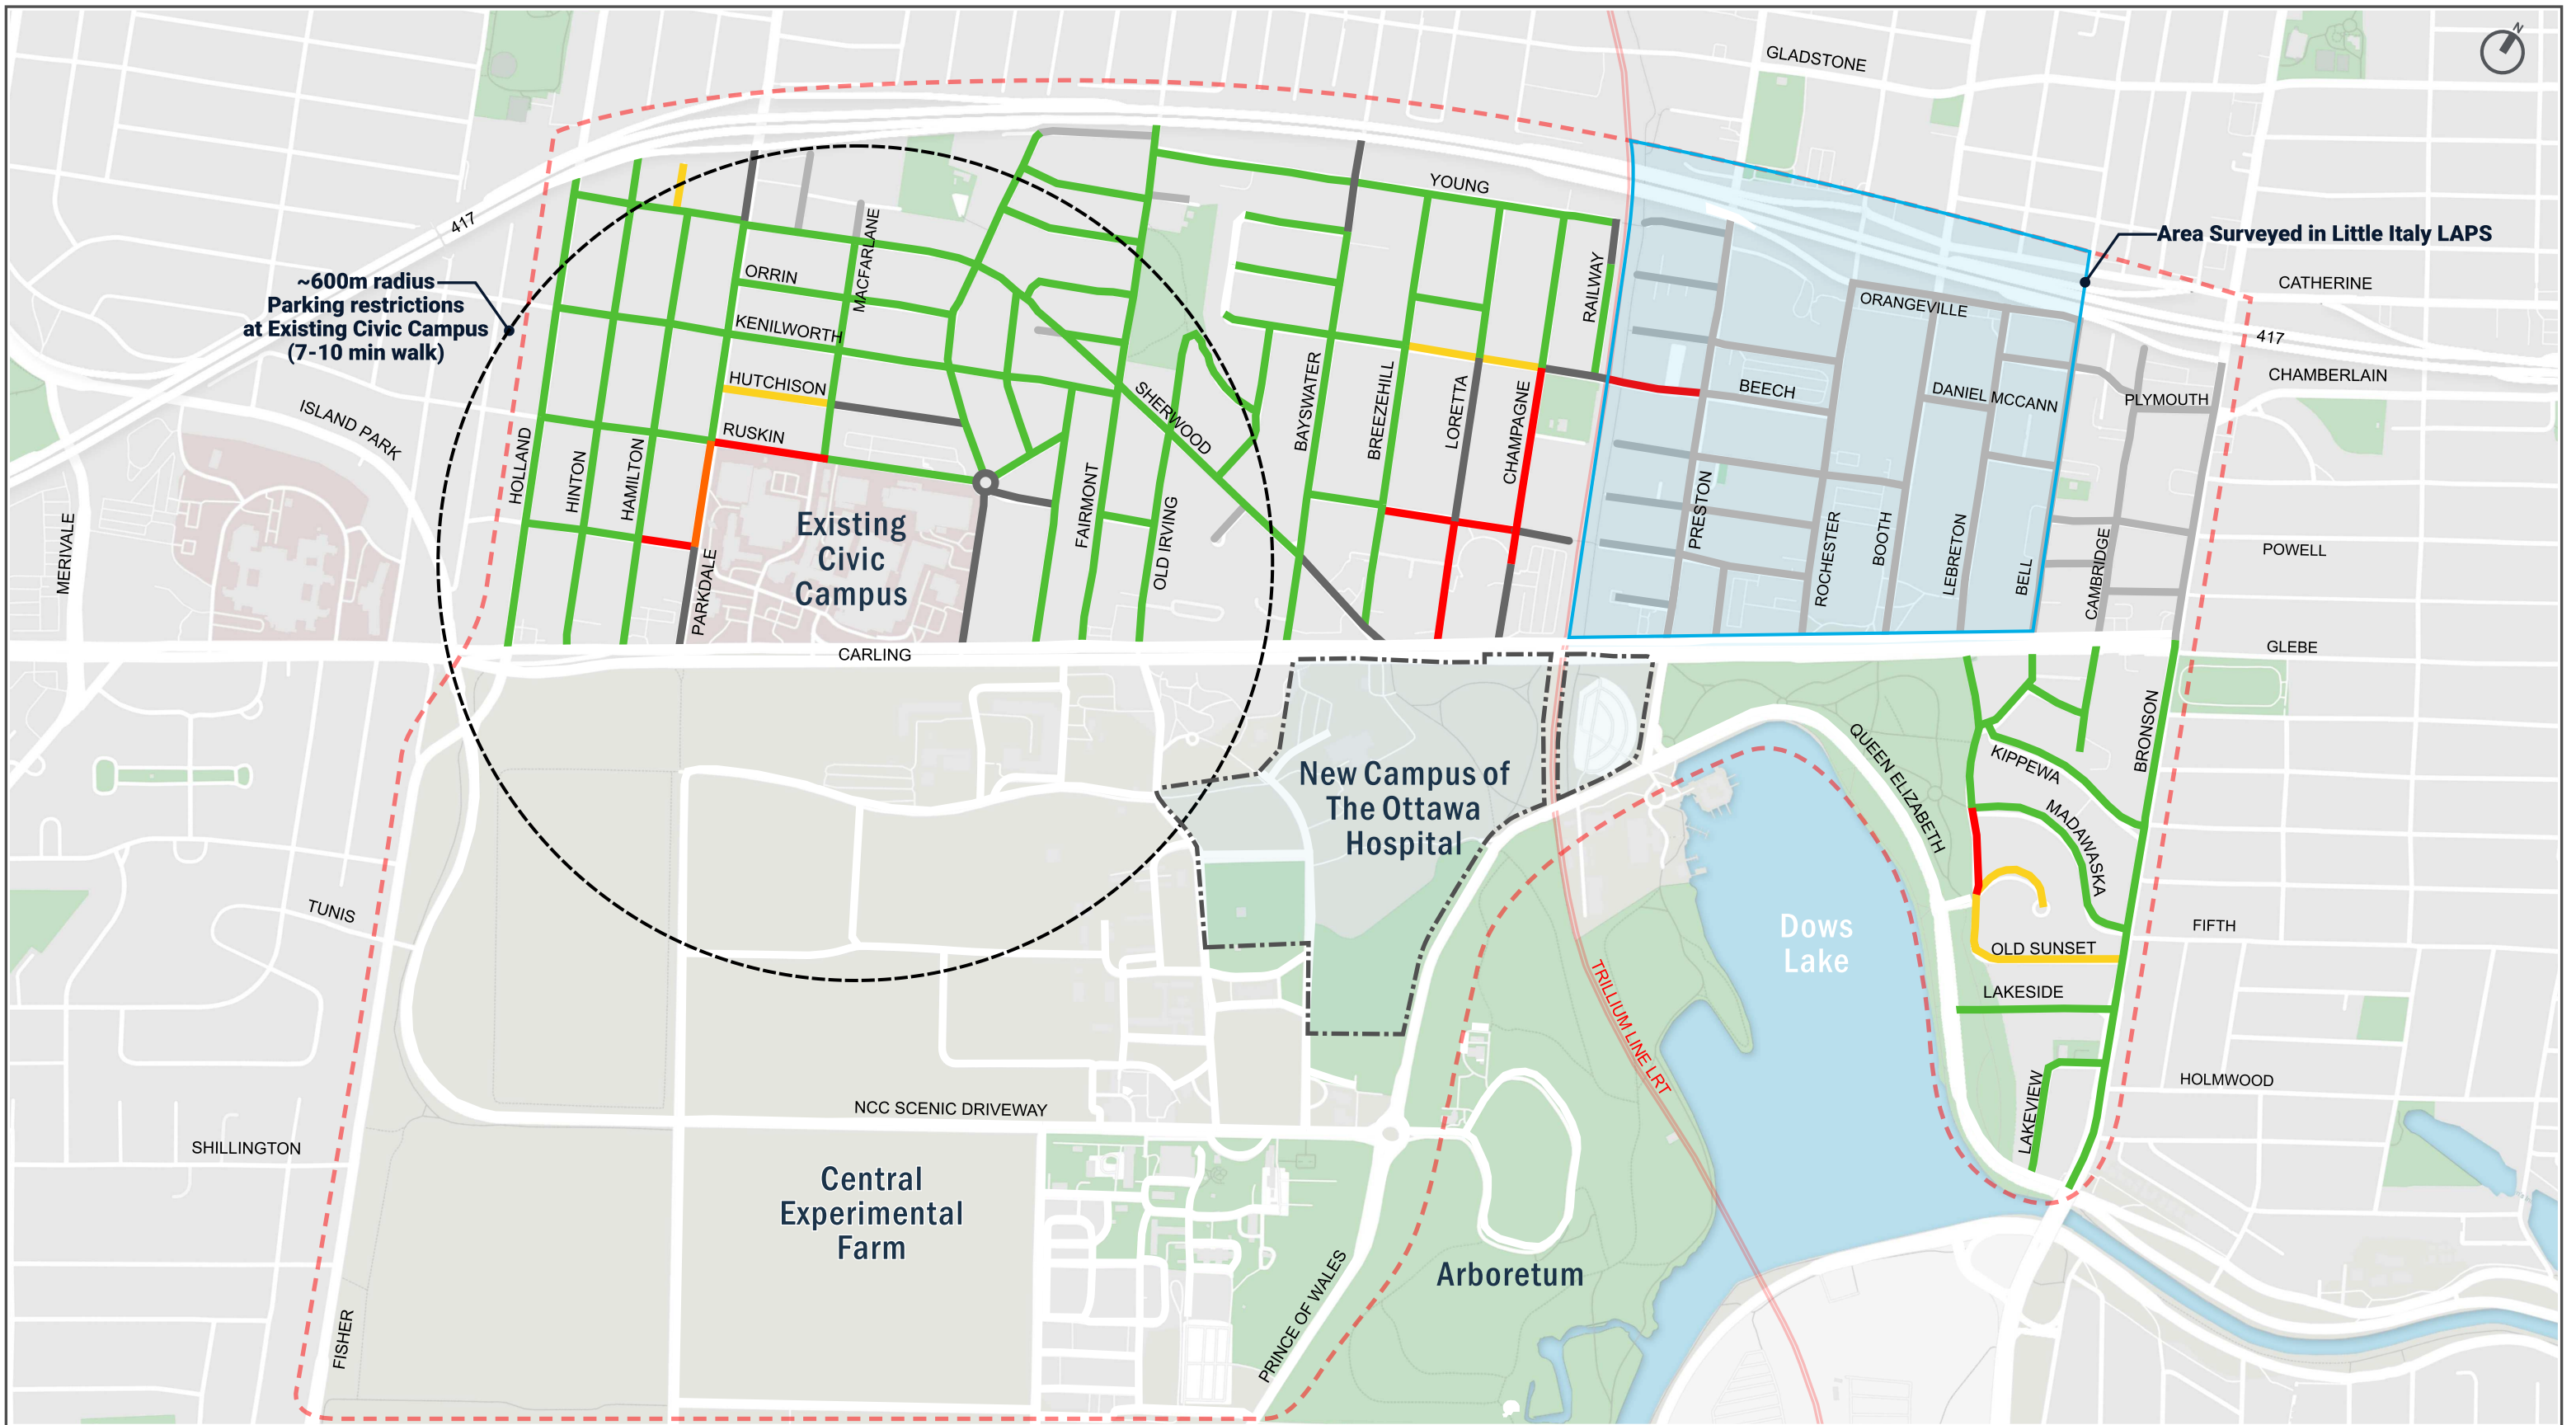 N
GLADSTONE
417
YOUNG
Area Surveyed in Little Italy LAPS
~600m radius
Parking restrictions
at Existing Civic Campus
(7-10 min walk)
MACFARLANE
ORRIN
RAILWAY
CATHERINE
ORANGEVILLE
KENILWORTH
417
CHAMBERLAIN
HUTCHISON
BEECH
DANIEL MCCANN
PLYMOUTH
ISLAND PARK
SHERWOOD
BAYSWATER
BREEZEHILL
LORETTA
CHAMPAGNE
RUSKIN
HOLLAND
HINTON
HAMILTON
FAIRMONT
OLD IRVING
PRESTON
ROCHESTER
BOOTH
LEBRETON
BELL
CAMBRIDGE
POWELL
MERIVALE
PARKDALE
Existing
Civic
Campus
CARLING
GLEBE
QUEEN ELIZABETH
KIPPEWA
BRONSON
MADAWASKA
New Campus of
The Ottawa
Hospital
TUNIS
Dows
Lake
FIFTH
OLD SUNSET
LAKESIDE
TRILLIUM LINE LRT
HOLMWOOD
LAKEVIEW
NCC SCENIC DRIVEWAY
SHILLINGTON
Central
Experimental
Farm
Arboretum
PRINCE OF WALES
FISHER